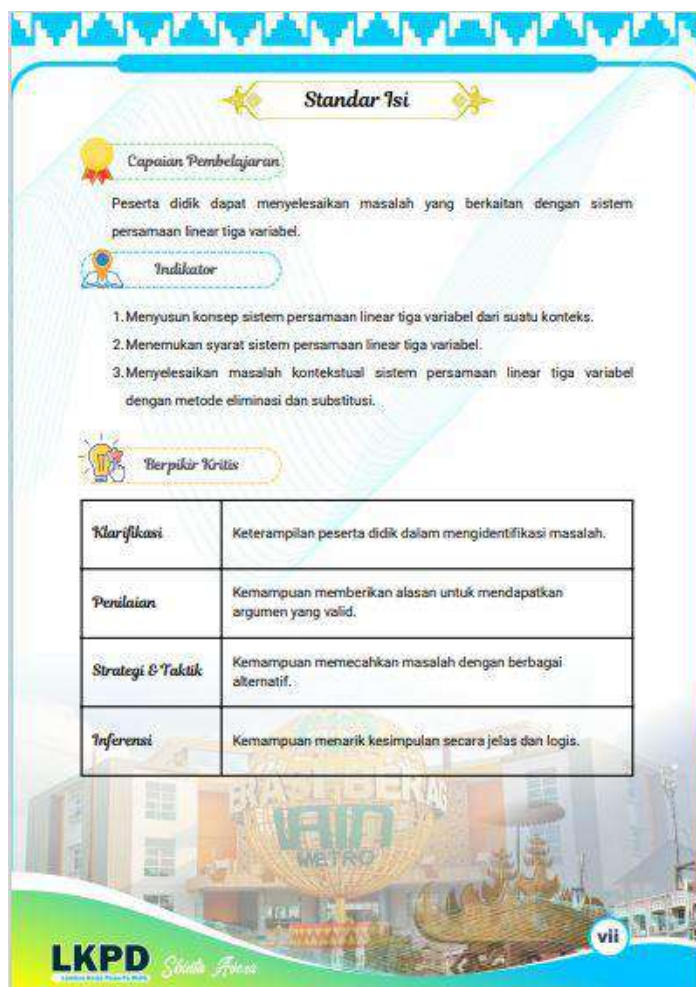 Standar Isi
Capaian Pembelajaran
Peserta didik dapat menyelesaikan masalah yang berkaitan dengan sistem
persamaan linear tiga variabel.
Indikator
1. Menyusun konsep sistem persamaan linear tiga variabel dari suatu konteks.
2. Menemukan syarat sistem persamaan linear tiga variabel.
3. Menyelesaikan masalah kontekstual sistem persamaan linear tiga variabel
dengan metode eliminasi dan substitusi.
Berpikir Kritis
Klarifikasi
Keterampilan peserta didik dalam mengidentifikasi masalah.
Penilaian
Kemampuan memberikan alasan untuk mendapatkan
argumen yang valid.
Strategi & Taktik
Kemampuan memecahkan masalah dengan berbagai
alternatif.
Inferensi
Kemampuan menarik kesimpulan secara jelas dan logis.
IAIN
METRO
vii
LKPD
Lembar Kerja Peserta Didik